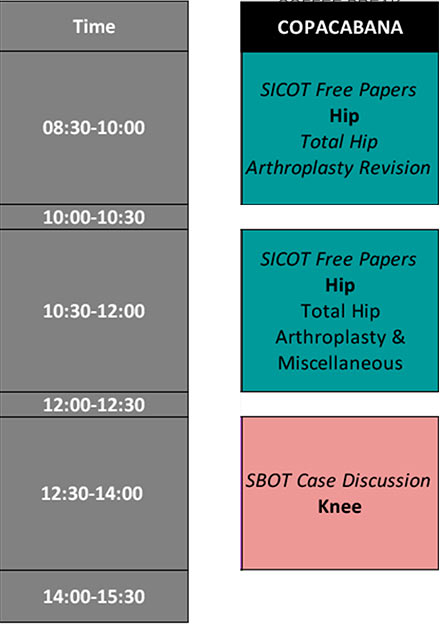 Time
COPACABANA
08:30-10:00
SICOT Free Papers
Hip
Total Hip
Arthroplasty Revision
10:00-10:30
10:30-12:00
SICOT Free Papers
Hip
Total Hip
Arthroplasty &
Miscellaneous
12:00-12:30
12:30-14:00
SBOT Case Discussion
Knee
14:00-15:30